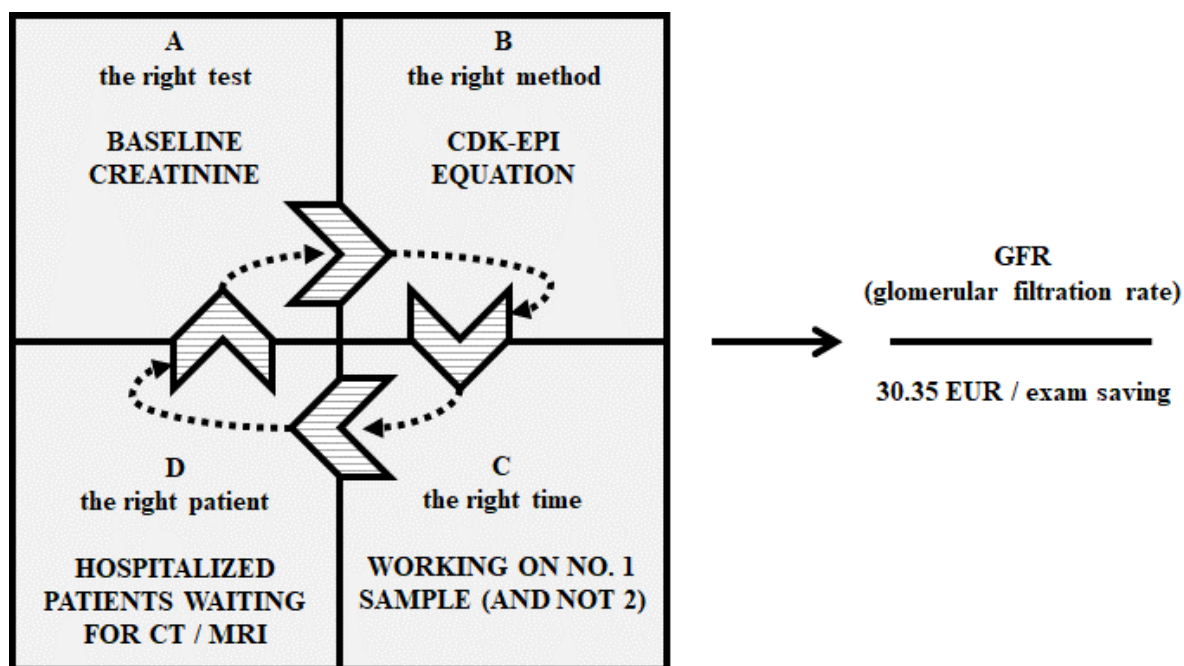 A
the right test
BASELINE
CREATININE
B
the right method
CDK-EPI
EQUATION
D
the right patient
HOSPITALIZED
PATIENTS WAITING
FOR CT / MRI
C
the right time
WORKING ON NO. 1
SAMPLE (AND NOT 2)
GFR
(glomerular filtration rate)
30.35 EUR / exam saving